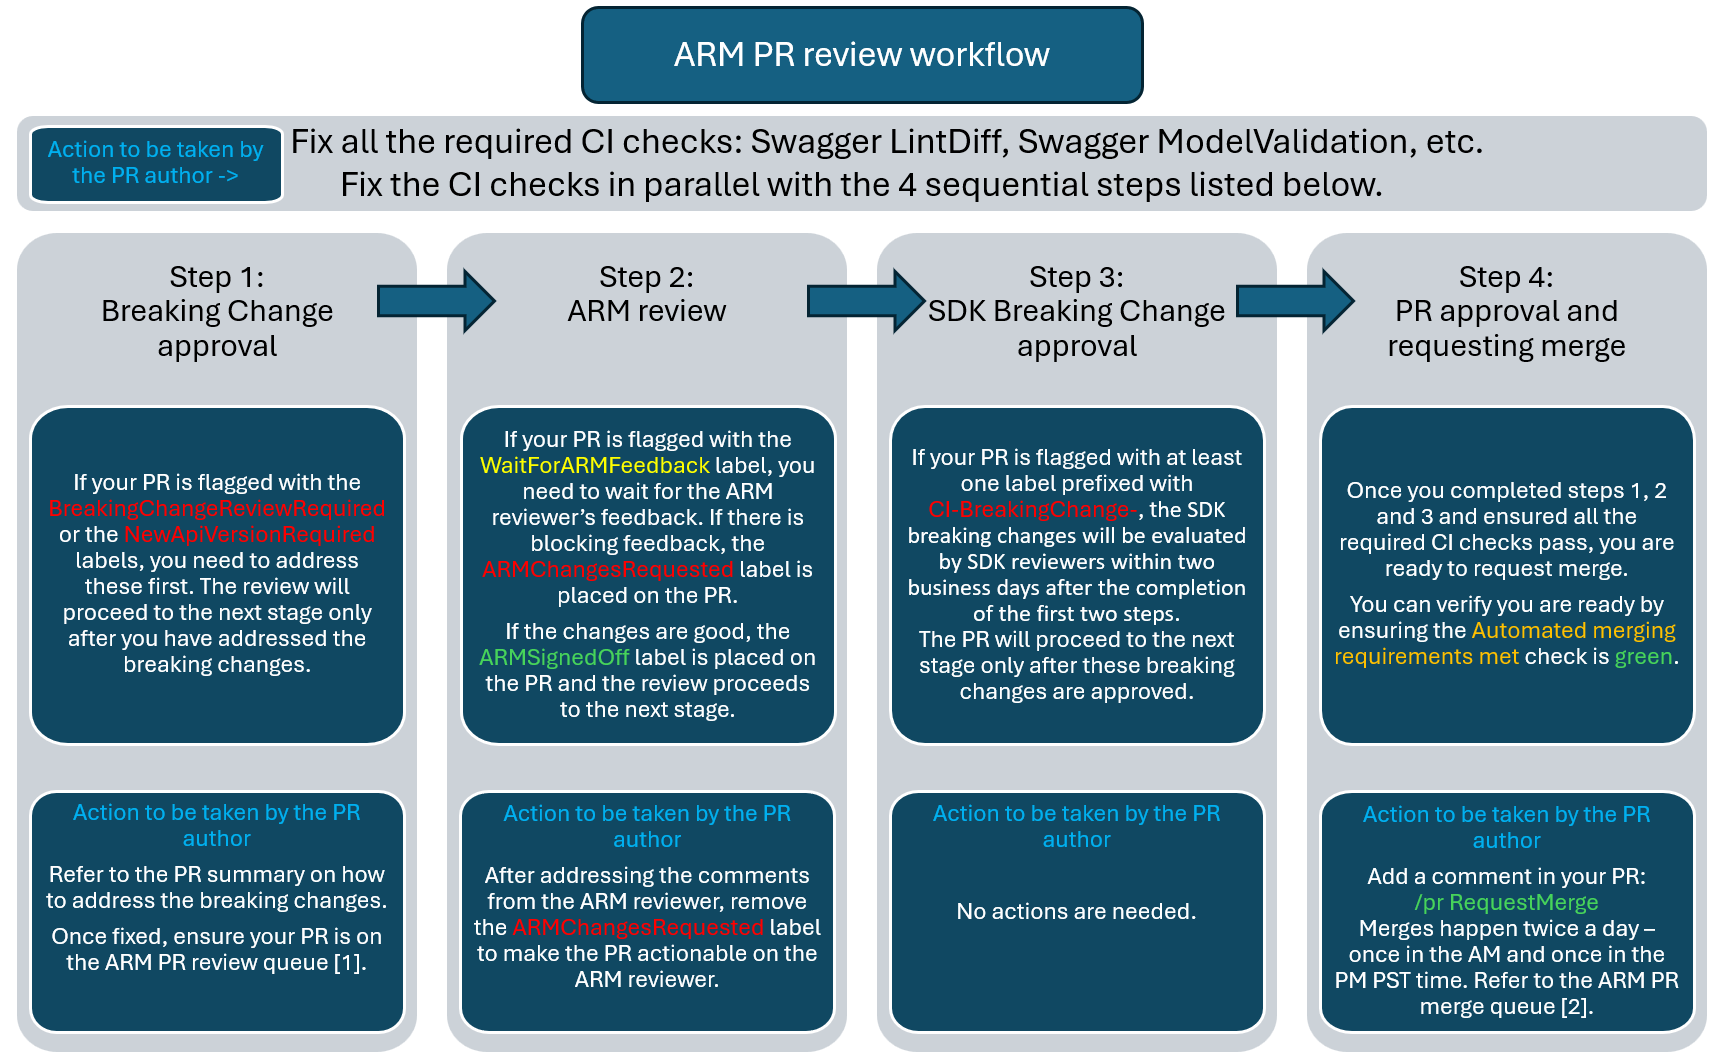 ARM PR review workflow
Action to be taken by
the PR author ->
Fix all the required CI checks: Swagger LintDiff, Swagger ModelValidation, etc.
Fix the CI checks in parallel with the 4 sequential steps listed below.
Step 1:
Breaking Change
approval
If your PR is flagged with the
BreakingChangeReviewRequired
or the NewApiVersionRequired
labels, you need to address
these first. The review will
proceed to the next stage only
after you have addressed the
breaking changes.
Action to be taken by the PR
author
Refer to the PR summary on how
to address the breaking changes.
Once fixed, ensure your PR is on
the ARM PR review queue [1].
Step 2:
ARM review
If your PR is flagged with the
WaitForARMFeedback label, you
need to wait for the ARM
reviewer’s feedback. If there is
blocking feedback, the
ARMChangesRequested label is
placed on the PR.
If the changes are good, the
ARMSignedOff label is placed on
the PR and the review proceeds
to the next stage.
Action to be taken by the PR
author
After addressing the comments
from the ARM reviewer, remove
the ARMChangesRequested label
to make the PR actionable on the
ARM reviewer.
Step 3:
SDK Breaking Change
approval
If your PR is flagged with at least
one label prefixed with
CI-BreakingChange-, the SDK
breaking changes will be evaluated
by SDK reviewers within two
business days after the completion
of the first two steps.
The PR will proceed to the next
stage only after these breaking
changes are approved.
Action to be taken by the PR
author
No actions are needed.
Step 4:
PR approval and
requesting merge
Once you completed steps 1, 2
and 3 and ensured all the
required CI checks pass, you are
ready to request merge.
You can verify you are ready by
ensuring the Automated merging
requirements met check is green.
Action to be taken by the PR
author
Add a comment in your PR:
/pr RequestMerge
Merges happen twice a day –
once in the AM and once in the
PM PST time. Refer to the ARM PR
merge queue [2].